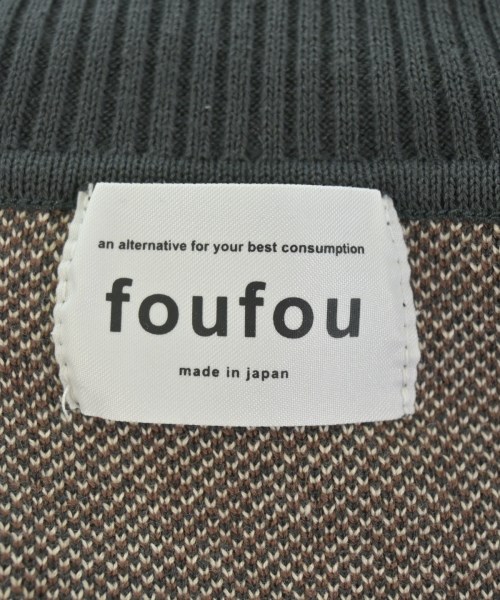 an alternative for your best consumption
foufou
made in japan